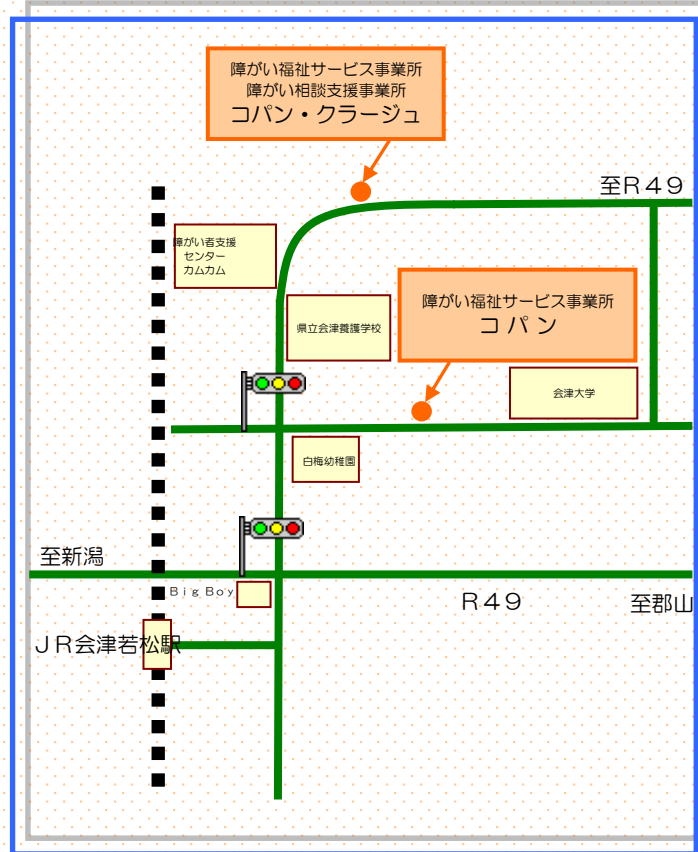 障がい福祉サービス事業所
障がい相談支援事業所
コパン・クラージュ
至R49
障がい者支援
センター
カムカム
障がい福祉サービス事業所
コパン
県立会津養護学校
会津大学
白梅幼稚園
至新潟
Big Boy
R49
至郡山
JR会津若松駅